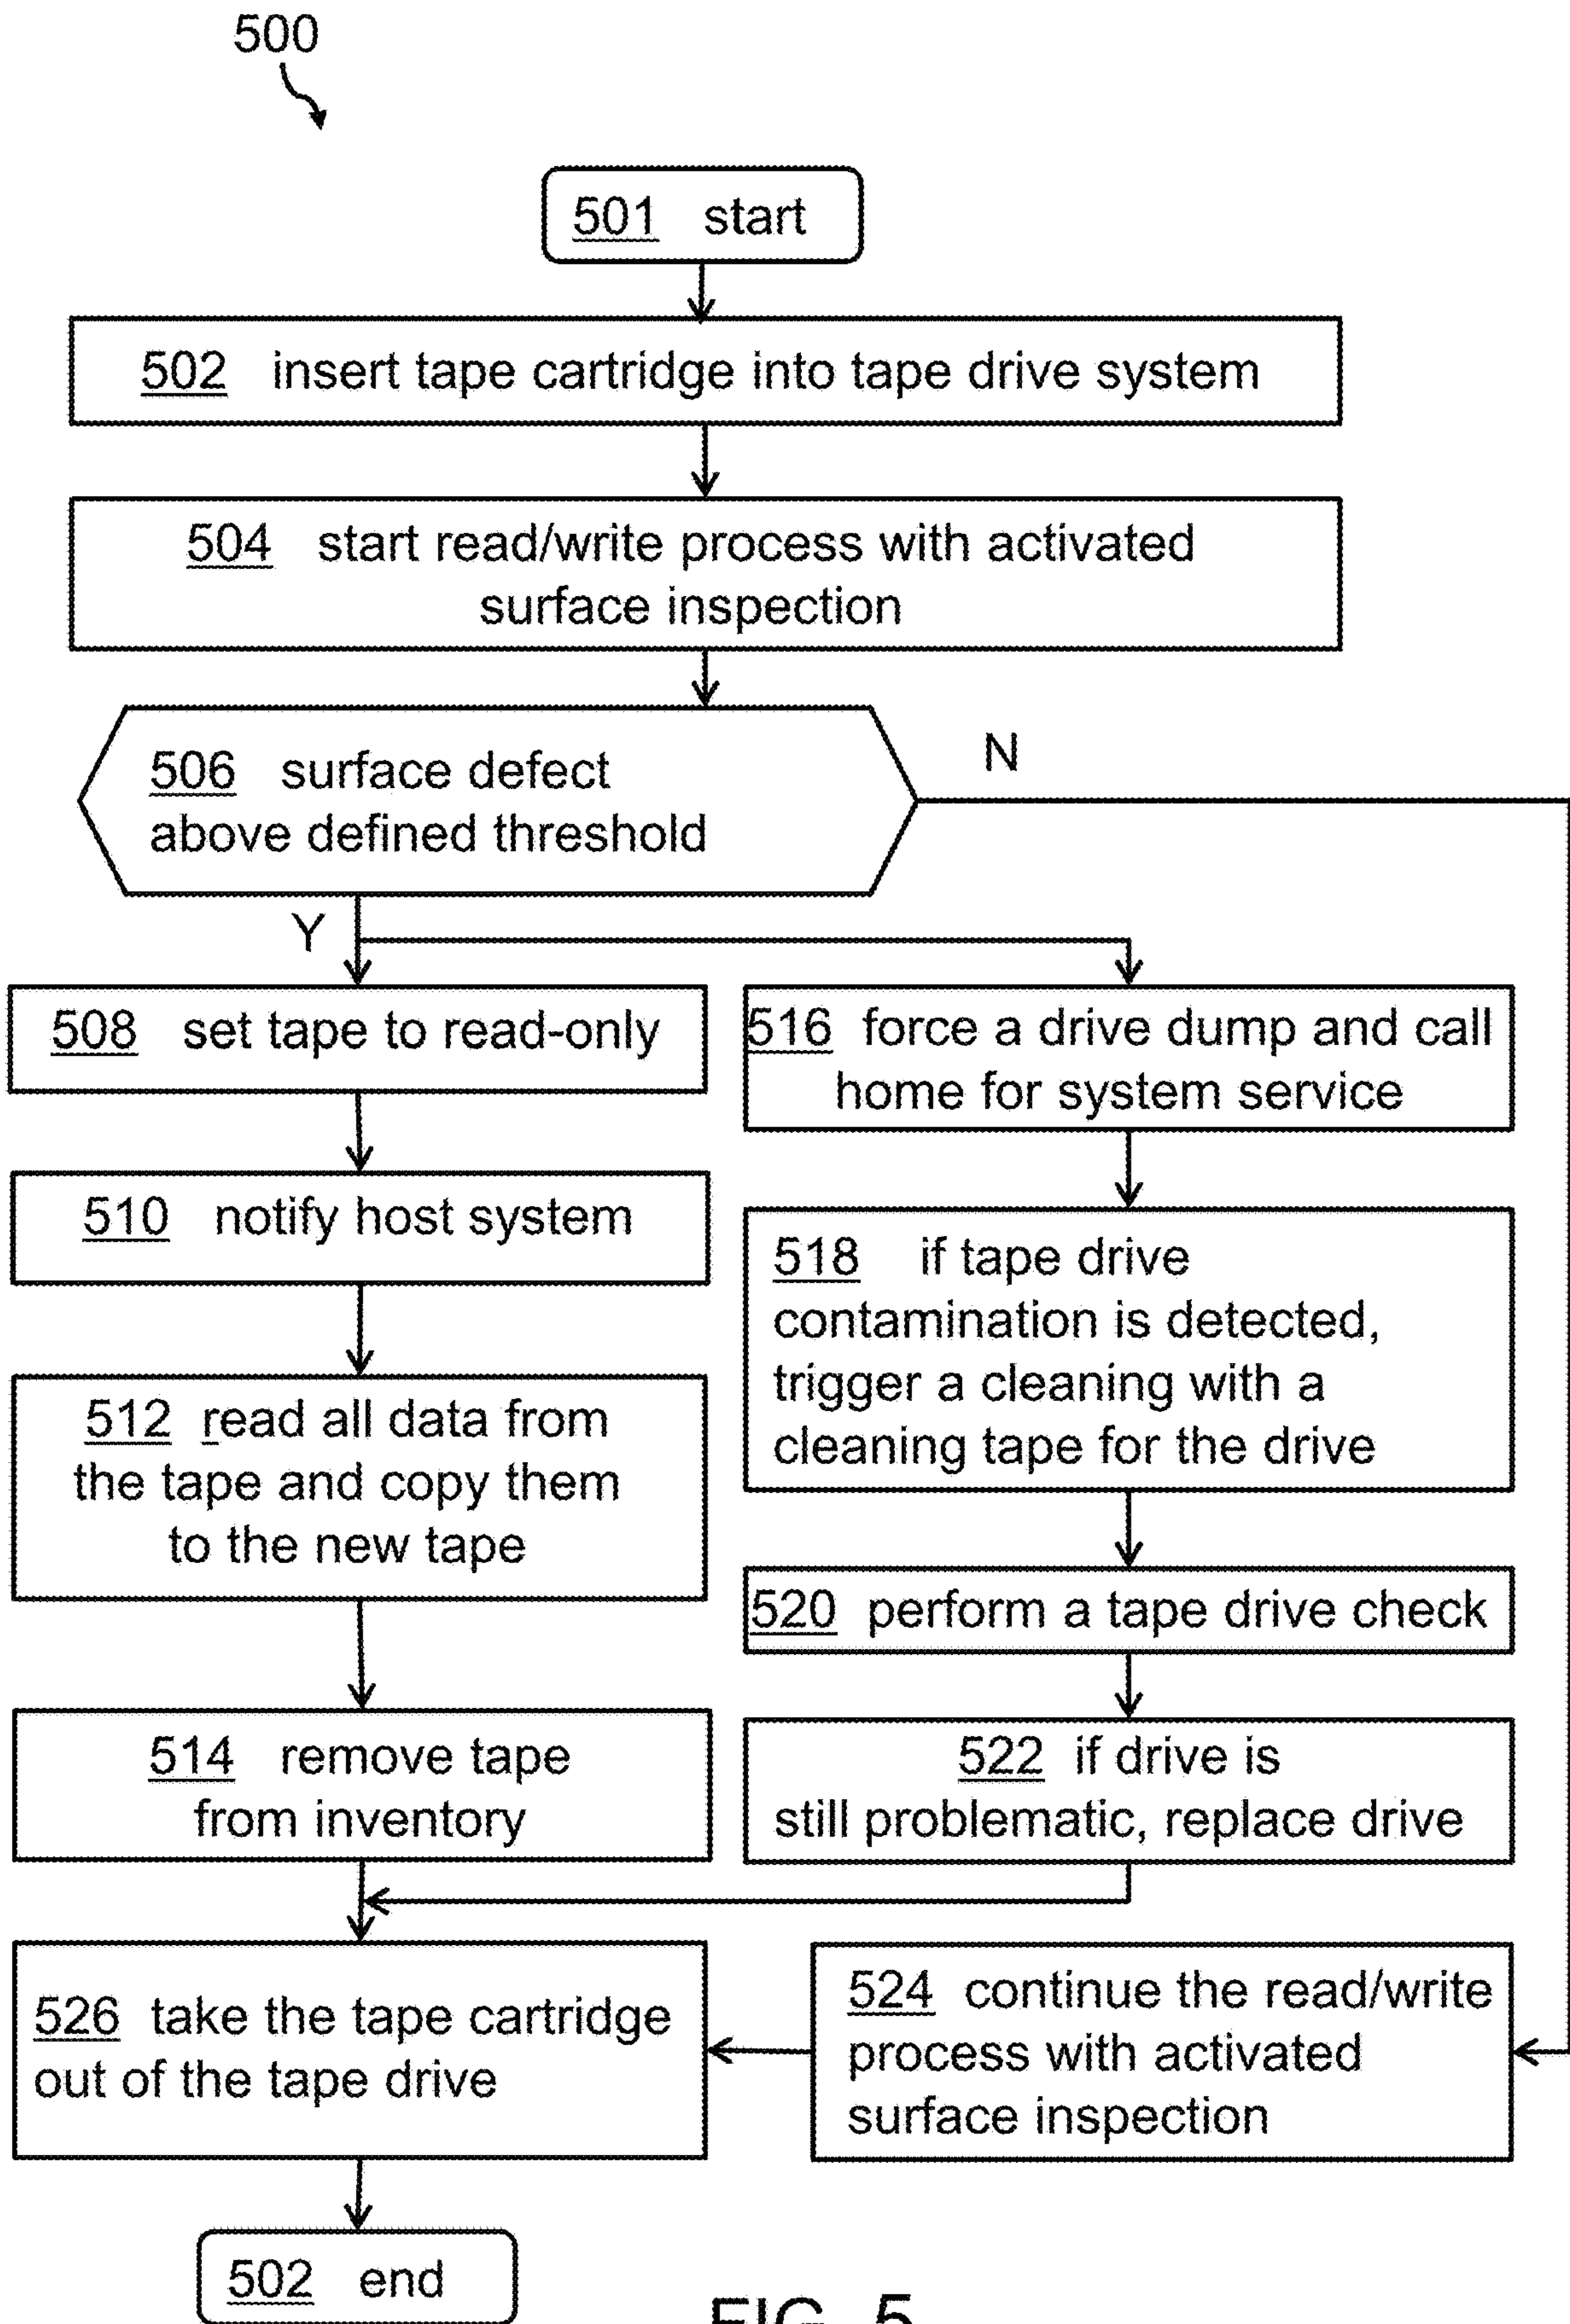 500
501 start
502 insert tape cartridge into tape drive system
504 start read/write process with activated
surface inspection
506 surface defect
above defined threshold
N
Y
508 set tape to read-only
510 notify host system
512 read all data from
the tape and copy them
to the new tape
514 remove tape
from inventory
516 force a drive dump and call
home for system service
518 if tape drive
contamination is detected,
trigger a cleaning with a
cleaning tape for the drive
520 perform a tape drive check
522 if drive is
still problematic, replace drive
524 continue the read/write
process with activated
surface inspection
526 take the tape cartridge
out of the tape drive
502 end
FIG. 5